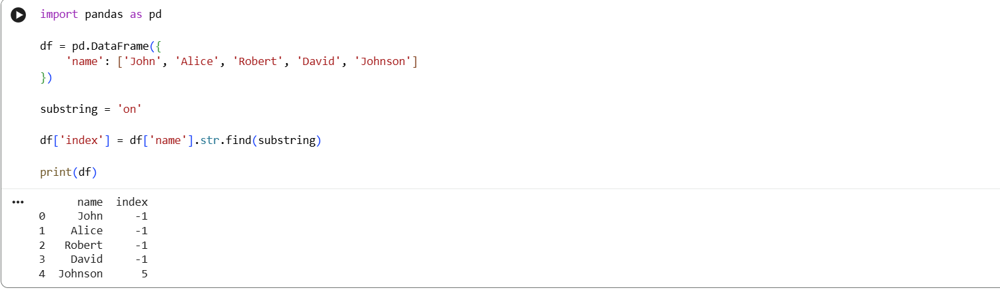 import pandas as pd
df = pd.DataFrame({
    'name': ['John', 'Alice', 'Robert', 'David', 'Johnson']
})
substring = 'on'
df['index'] = df['name'].str.find(substring)
print(df)
      name  index
0     John     -1
1    Alice     -1
2   Robert     -1
3    David     -1
4  Johnson      5